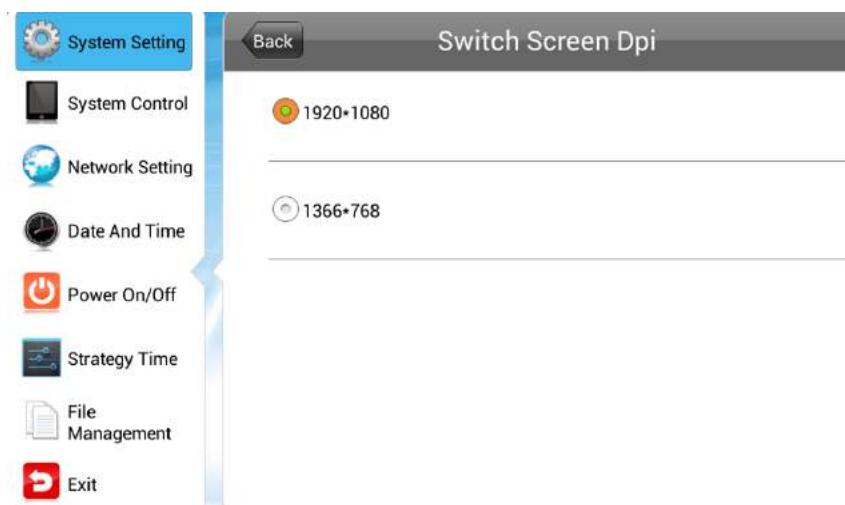 System Setting
System Control
Network Setting
Date And Time
Power On/Off
Strategy Time
File
Management
Exit
Back
Switch Screen Dpi
1920*1080
1366*768